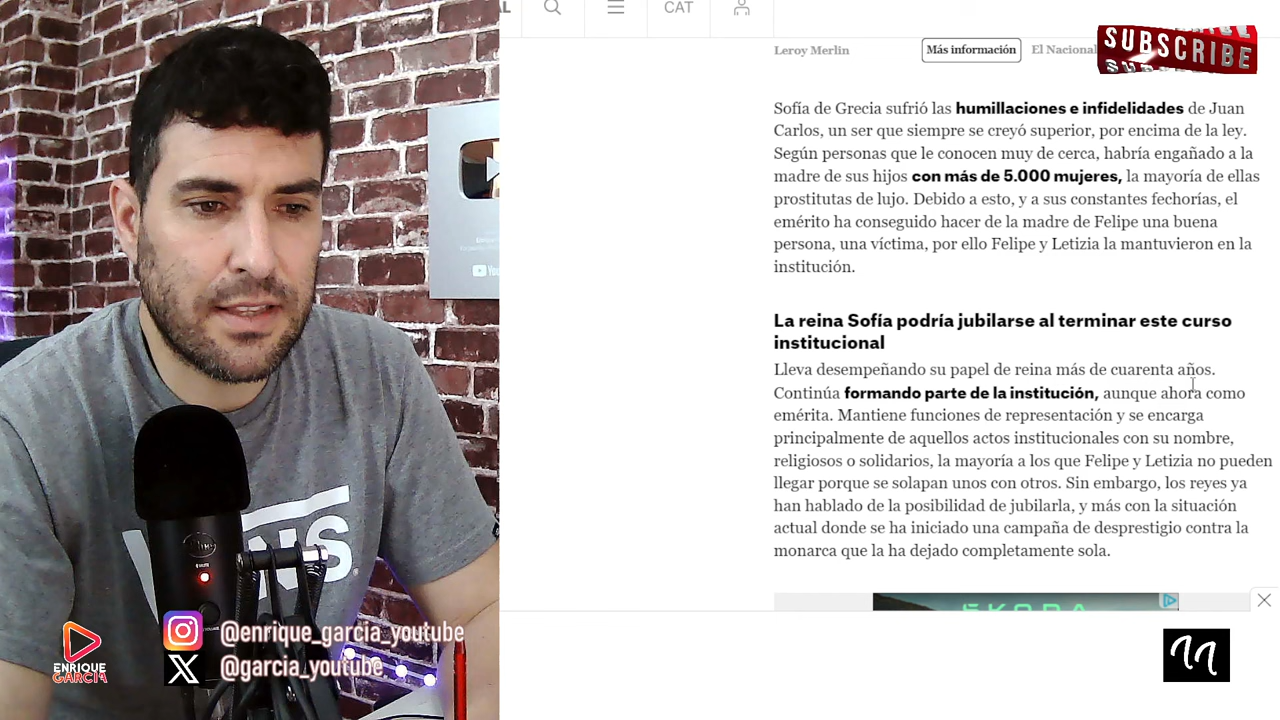 AL
CAT
Leroy Merlin
Más información
El Nacional
SUBSCRIBE
Sofía de Grecia sufrió las humillaciones e infidelidades de Juan
Carlos, un ser que siempre se creyó superior, por encima de la ley.
Según personas que le conocen muy de cerca, habría engañado a la
madre de sus hijos con más de 5.000 mujeres, la mayoría de ellas
prostitutas de lujo. Debido a esto, y a sus constantes fechorías, el
emérito ha conseguido hacer de la madre de Felipe una buena
persona, una víctima, por ello Felipe y Letizia la mantuvieron en la
institución.
La reina Sofía podría jubilarse al terminar este curso
institucional
Lleva desempeñando su papel de reina más de cuarenta años.
Continúa formando parte de la institución, aunque ahora como
emérita. Mantiene funciones de representación y se encarga
principalmente de aquellos actos institucionales con su nombre,
religiosos o solidarios, la mayoría a los que Felipe y Letizia no pueden
llegar porque se solapan unos con otros. Sin embargo, los reyes ya
han hablado de la posibilidad de jubilarla, y más con la situación
actual donde se ha iniciado una campaña de desprestigio contra la
monarca que la ha dejado completamente sola.
VANS
ENRIQUE
GARCIA
@enrique_garcia_youtube
@garcia_youtube